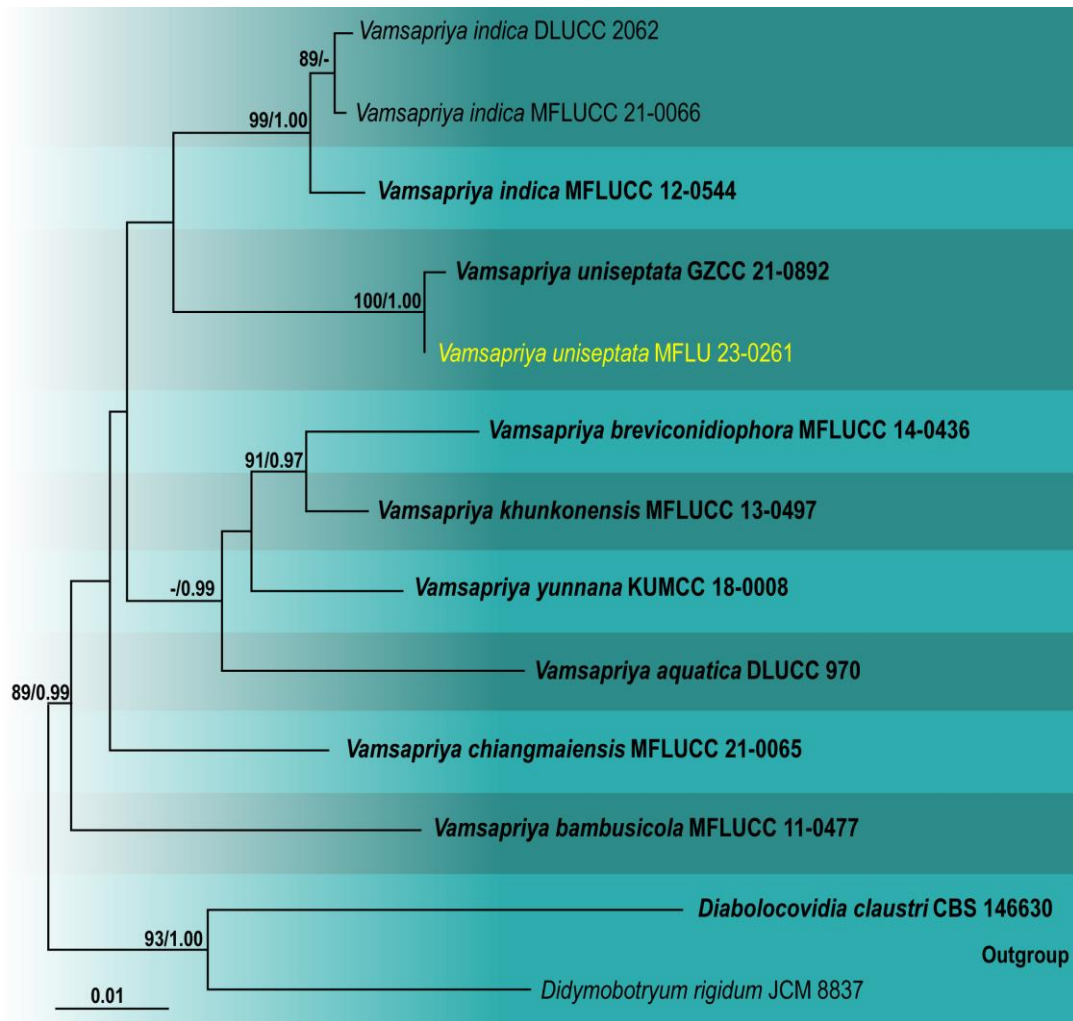 Vamsapriya indica DLUCC 2062
89/-
Vamsapriya indica MFLUCC 21-0066
99/1.00
Vamsapriya indica MFLUCC 12-0544
Vamsapriya uniseptata GZCC 21-0892
100/1.00
Vamsapriya uniseptata MFLU 23-0261
Vamsapriya breviconidiophora MFLUCC 14-0436
91/0.97
Vamsapriya khunkonensis MFLUCC 13-0497
Vamsapriya yunnana KUMCC 18-0008
-/0.99
Vamsapriya aquatica DLUCC 970
89/0.99
Vamsapriya chiangmaiensis MFLUCC 21-0065
Vamsapriya bambusicola MFLUCC 11-0477
Diabolocovidia claustri CBS 146630
93/1.00
Outgroup
Didymobotryum rigidum JCM 8837
0.01